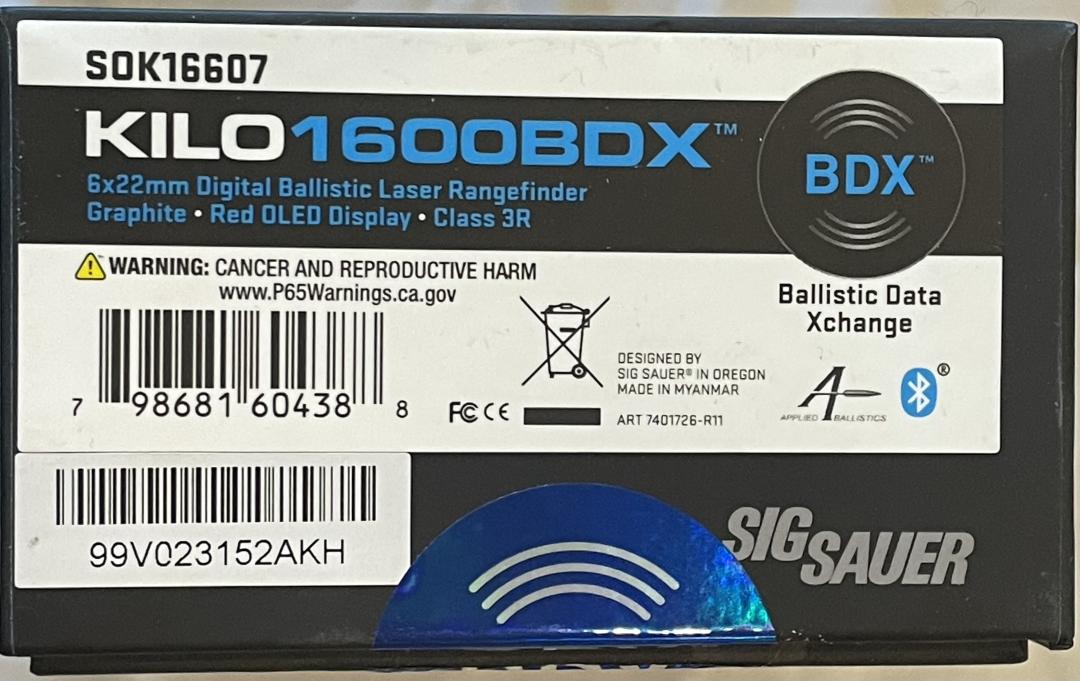 SOK16607
KILO1600BDX™
6x22mm Digital Ballistic Laser Rangefinder
Graphite • Red OLED Display • Class 3R
BDX™
WARNING: CANCER AND REPRODUCTIVE HARM
www.P65Warnings.ca.gov
Ballistic Data
Xchange
7 98681 60438 8
FC CE
DESIGNED BY
SIG SAUER® IN OREGON
MADE IN MYANMAR
ART 7401726-R11
APPLIED BALLISTICS
®
99V023152AKH
SIG SAUER